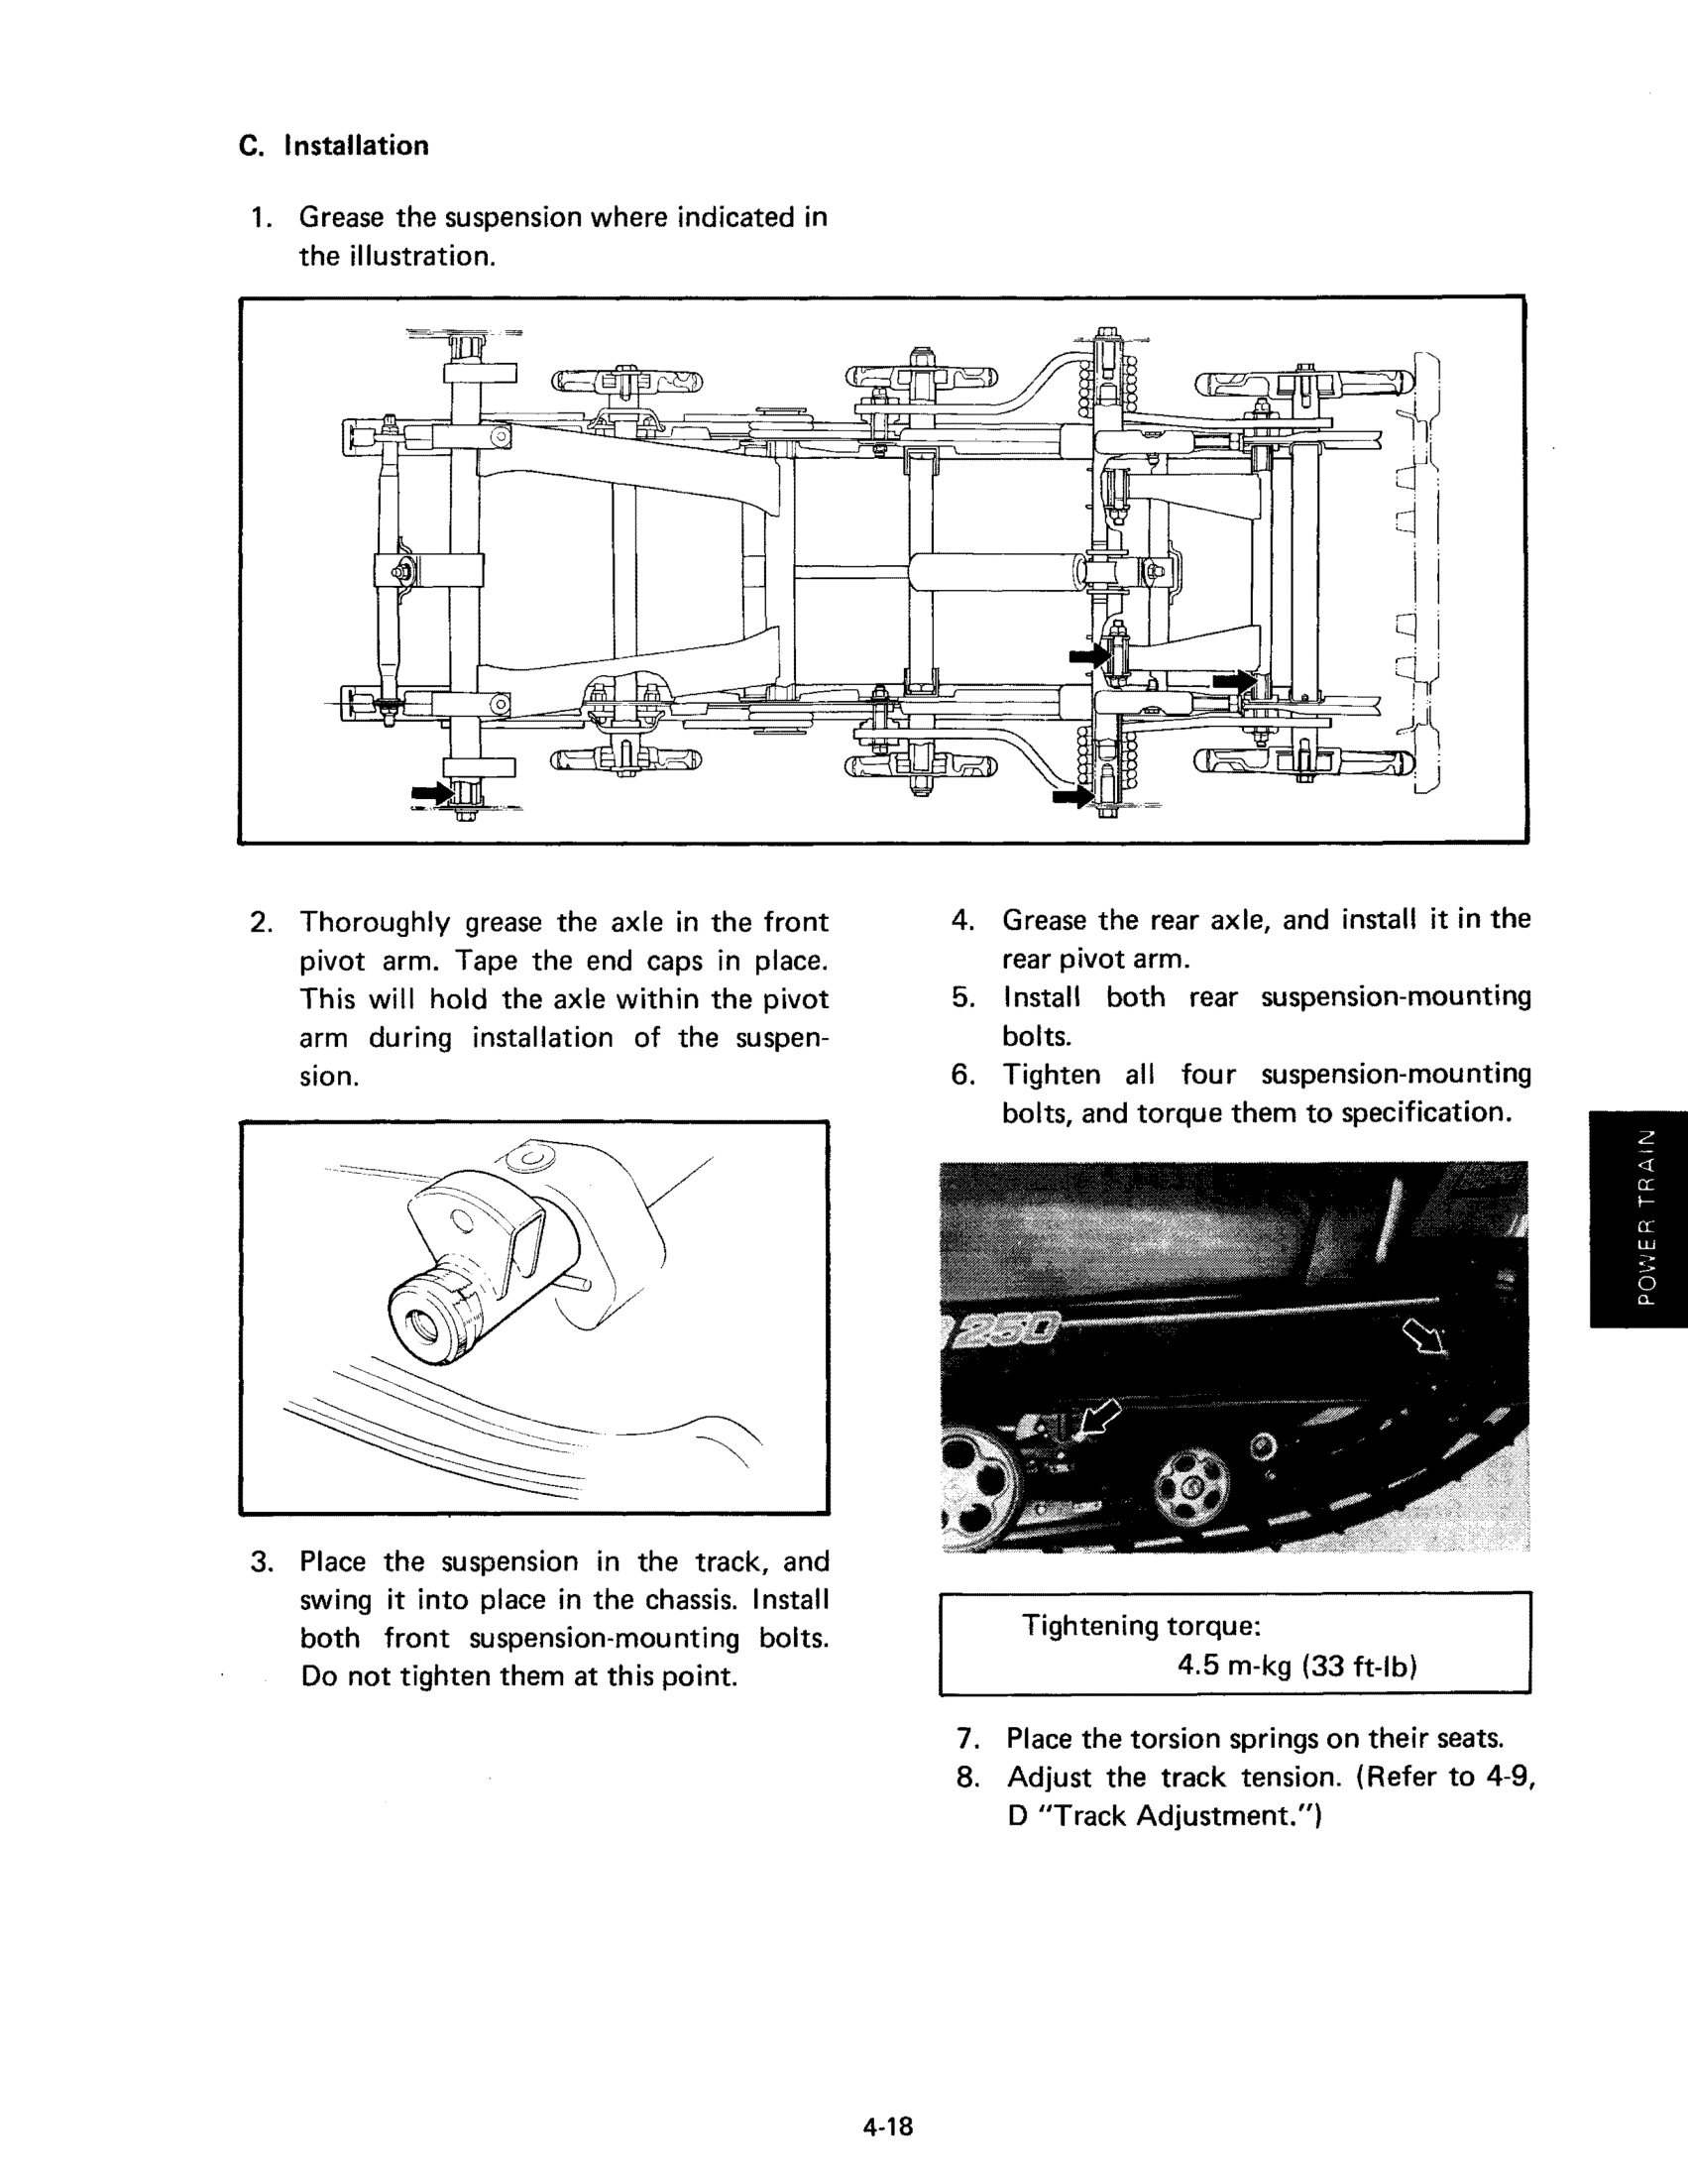 C. Installation
1. Grease the suspension where indicated in
the illustration.
2. Thoroughly grease the axle in the front
pivot arm. Tape the end caps in place.
This will hold the axle within the pivot
arm during installation of the suspen-
sion.
3. Place the suspension in the track, and
swing it into place in the chassis. Install
both front suspension-mounting bolts.
Do not tighten them at this point.
4. Grease the rear axle, and install it in the
rear pivot arm.
5. Install both rear suspension-mounting
bolts.
6. Tighten all four suspension-mounting
bolts, and torque them to specification.
250
Tightening torque:
4.5 m-kg (33 ft-lb)
7. Place the torsion springs on their seats.
8. Adjust the track tension. (Refer to 4-9,
D "Track Adjustment.")
POWER TRAIN
4-18